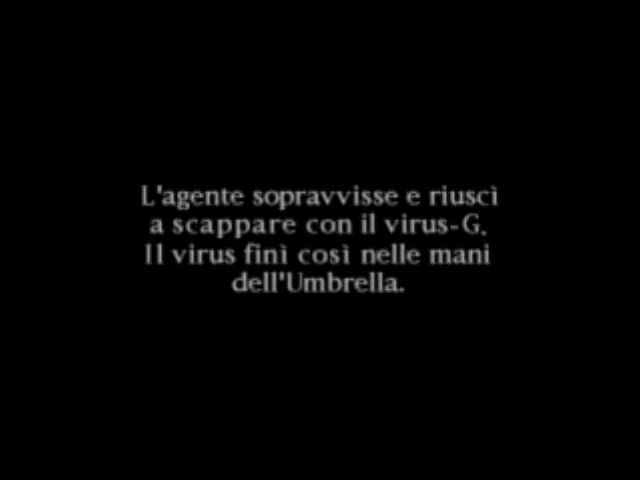 L'agente sopravvisse e riuscì
a scappare con il virus-G.
Il virus finì così nelle mani
dell'Umbrella.